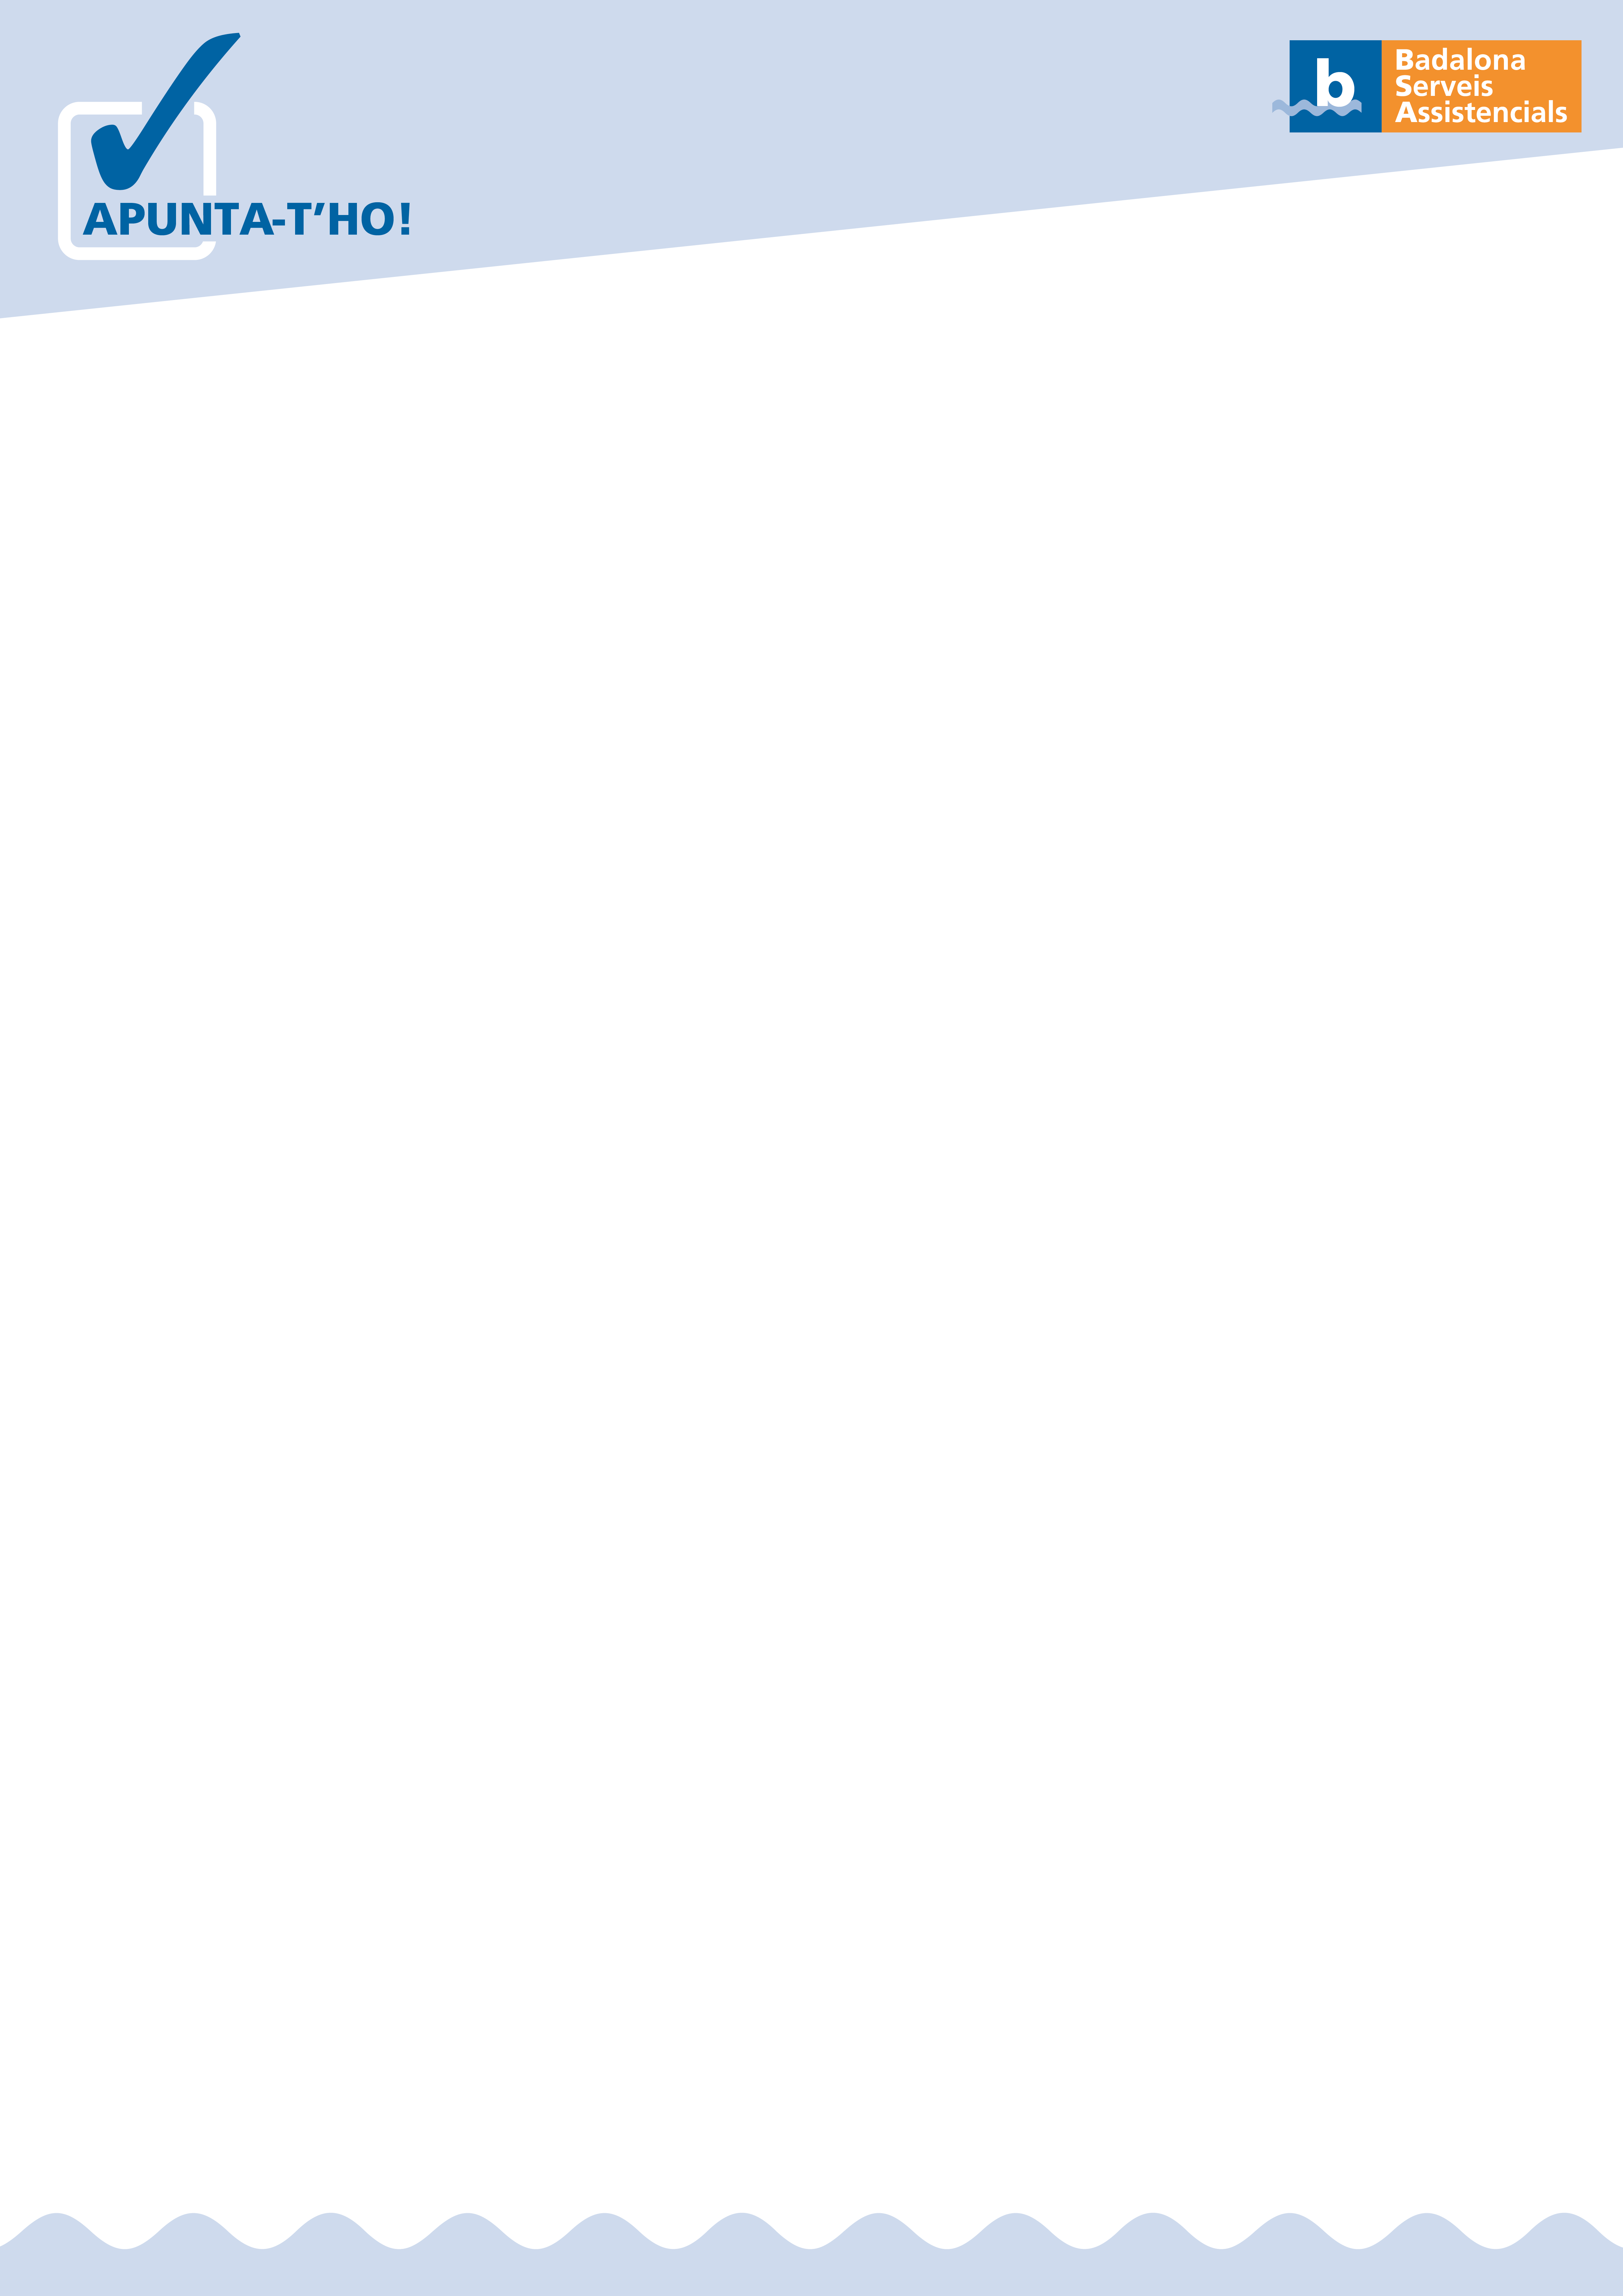 APUNTA-T’HO!
b
Badalona
Serveis
Assistencials